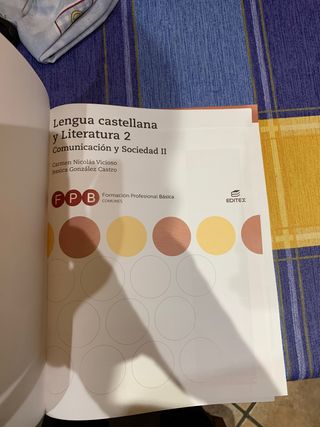 Lengua castellana
y Literatura 2
Comunicación y Sociedad II
Carmen Nicolás Vicioso
Jessica González Castro
FPB
Formación Profesional Básica
COMUNES
EDITEX